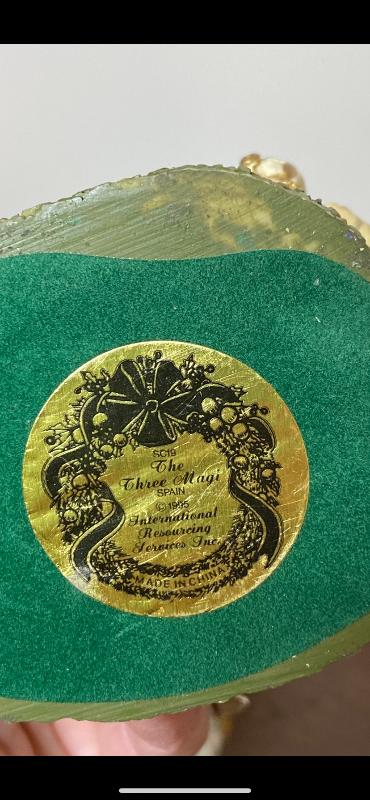 SC19
The
Three Magi
SPAIN
© 1995
International
Resourcing
Services Inc.
MADE IN CHINA